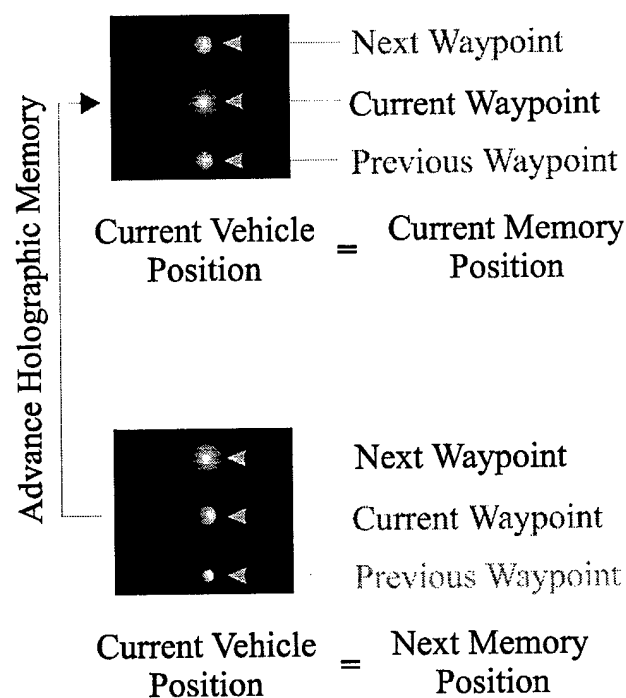 Next Waypoint
Current Waypoint
Previous Waypoint
Current Vehicle Position = Current Memory Position
Advance Holographic Memory
Next Waypoint
Current Waypoint
Previous Waypoint
Current Vehicle Position = Next Memory Position